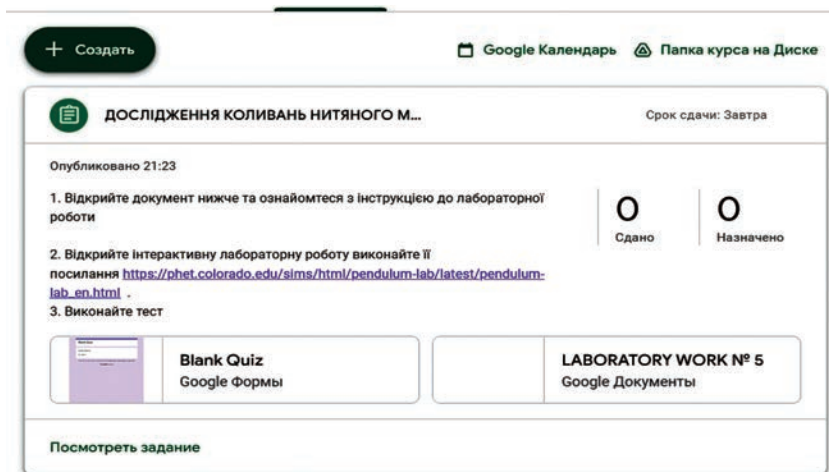 + Создать
Google Календарь
Папка курса на Диске
ДОСЛІДЖЕННЯ КОЛИВАНЬ НИТЯНОГО М...
Срок сдачи: Завтра
Опубликовано 21:23
1. Відкрийте документ нижче та ознайомтеся з інструкцією до лабораторної
роботи
2. Відкрийте інтерактивну лабораторну роботу виконайте її
посилання https://phet.colorado.edu/sims/html/pendulum-lab/latest/pendulum-
lab_en.html .
3. Виконайте тест
0
Сдано
0
Назначено
Blank Quiz
Google Формы
LABORATORY WORK № 5
Google Документы
Посмотреть задание